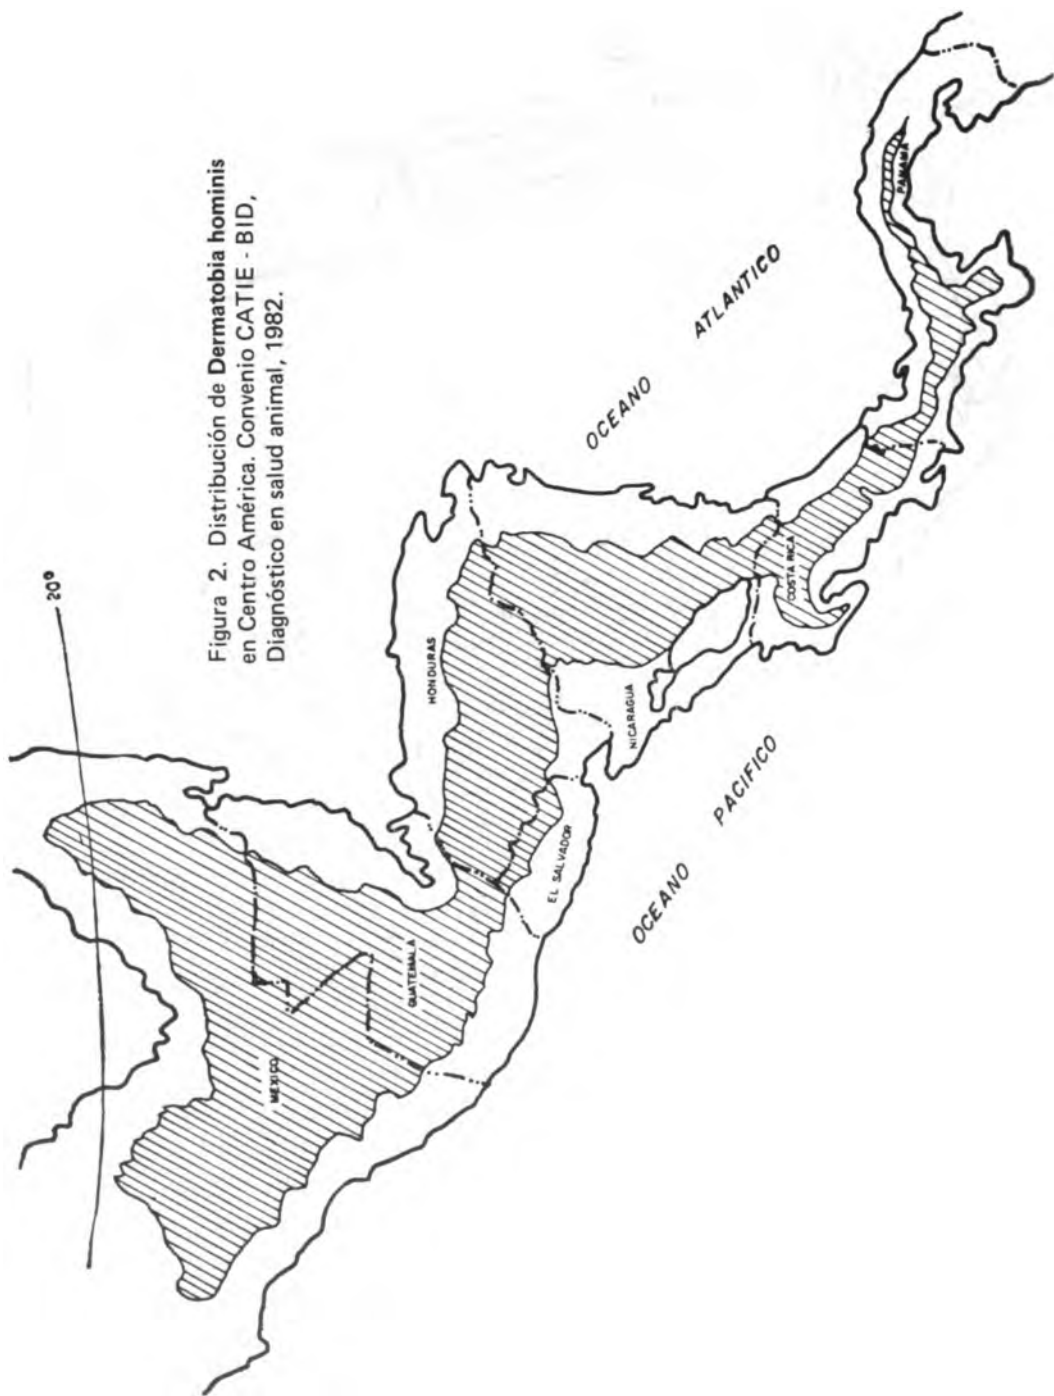 20º
Figura 2. Distribución de Dermatobia hominis
en Centro América. Convenio CATIE - BID,
Diagnóstico en salud animal, 1982.
MEXICO
GUATEMALA
HONDURAS
EL SALVADOR
NICARAGUA
COSTA RICA
PANAMA
OCEANO ATLANTICO
OCEANO PACIFICO